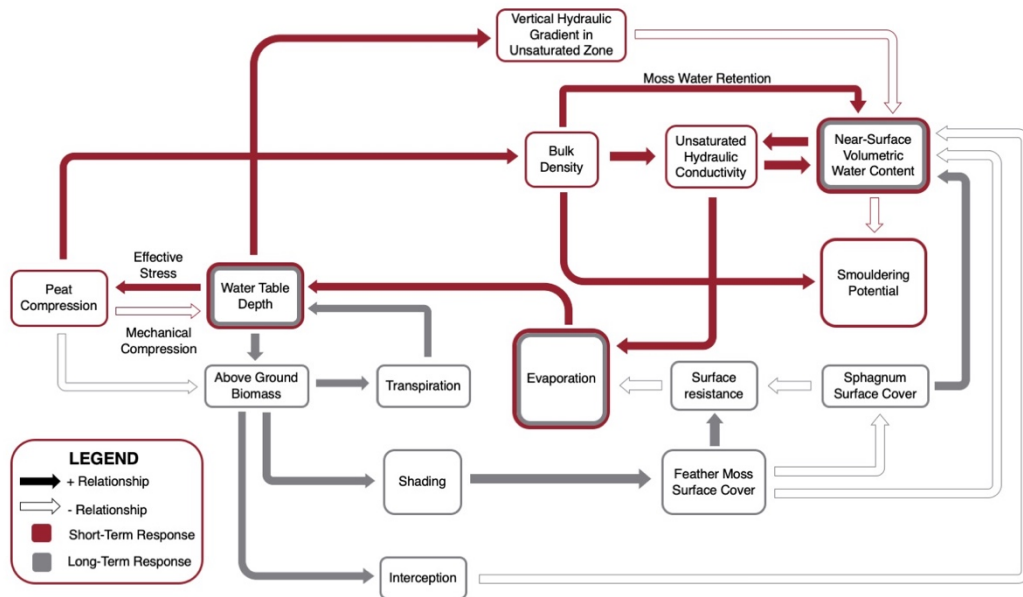 Vertical Hydraulic
Gradient in
Unsaturated Zone
Moss Water Retention
Bulk
Density
Unsaturated
Hydraulic
Conductivity
Near-Surface
Volumetric
Water Content
Effective
Stress
Peat
Compression
Water Table
Depth
Mechanical
Compression
Smouldering
Potential
Above Ground
Biomass
Transpiration
Evaporation
Surface
resistance
Sphagnum
Surface Cover
LEGEND
+ Relationship
- Relationship
Short-Term Response
Long-Term Response
Shading
Feather Moss
Surface Cover
Interception